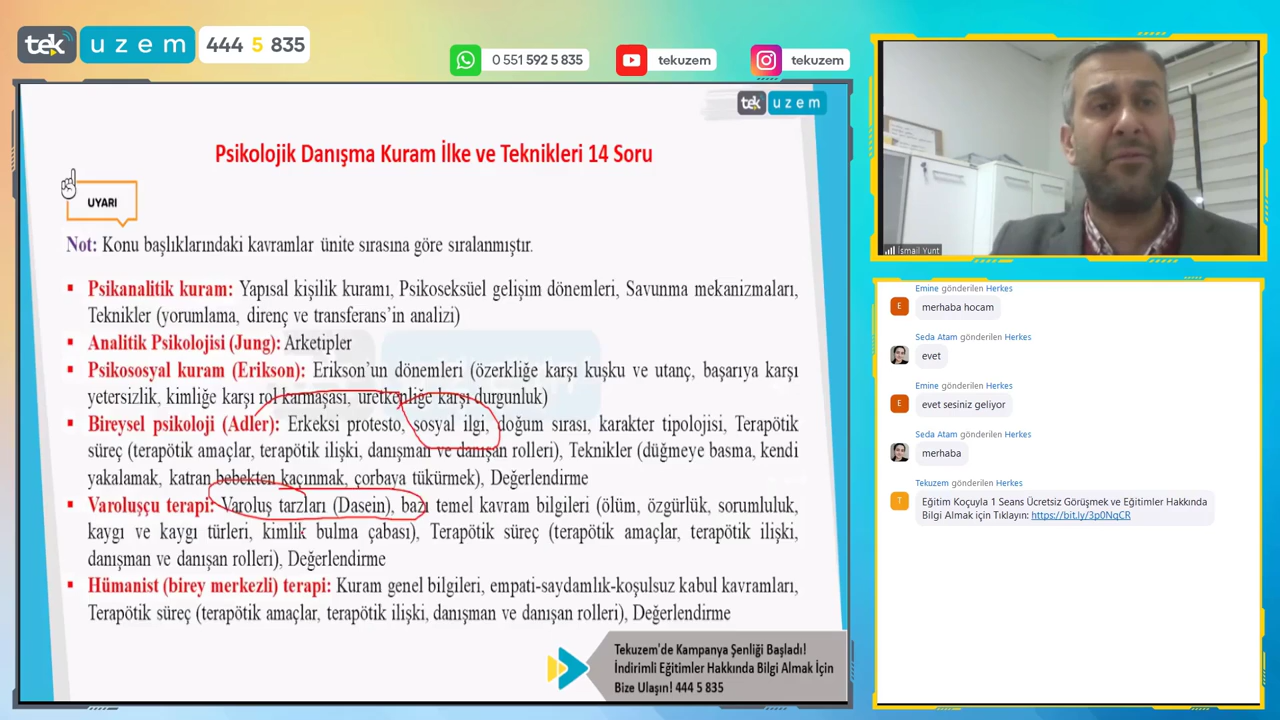 tek
uzem
444 5 835
0 551 592 5 835
tekuzem
tekuzem
tek uzem
Psikolojik Danışma Kuram İlke ve Teknikleri 14 Soru
UYARI
Not: Konu başlıklarındaki kavramlar ünite sırasına göre sıralanmıştır.
▪ Psikanalitik kuram: Yapısal kişilik kuramı, Psikoseksüel gelişim dönemleri, Savunma mekanizmaları,
Teknikler (yorumlama, direnç ve transferans'in analizi)
▪ Analitik Psikolojisi (Jung): Arketipler
▪ Psikososyal kuram (Erikson): Erikson'un dönemleri (özerkliğe karşı kuşku ve utanç, başarıya karşı
yetersizlik, kimliğe karşı rol karmaşası, üretkenliğe karşı durgunluk)
▪ Bireysel psikoloji (Adler): Erkeksi protesto, sosyal ilgi, doğum sırası, karakter tipolojisi, Terapötik
süreç (terapötik amaçlar, terapötik ilişki, danışman ve danışan rolleri), Teknikler (düğmeye basma, kendi
yakalamak, katran bebekten kaçınmak, çorbaya tükürmek), Değerlendirme
▪ Varoluşçu terapi: Varoluş tarzları (Dasein), bazı temel kavram bilgileri (ölüm, özgürlük, sorumluluk,
kaygı ve kaygı türleri, kimlik bulma çabası), Terapötik süreç (terapötik amaçlar, terapötik ilişki,
danışman ve danışan rolleri), Değerlendirme
▪ Hümanist (birey merkezli) terapi: Kuram genel bilgileri, empati-saydamlık-koşulsuz kabul kavramları,
Terapötik süreç (terapötik amaçlar, terapötik ilişki, danışman ve danışan rolleri), Değerlendirme
Tekuzem'de Kampanya Şenliği Başladı!
İndirimli Eğitimler Hakkında Bilgi Almak İçin
Bize Ulaşın! 444 5 835
İsmail Yunt
Emine gönderilen Herkes
E
merhaba hocam
Seda Atam gönderilen Herkes
evet
Emine gönderilen Herkes
E
evet sesiniz geliyor
Seda Atam gönderilen Herkes
merhaba
Tekuzem gönderilen Herkes
T
Eğitim Koçuyla 1 Seans Ücretsiz Görüşmek ve Eğitimler Hakkında
Bilgi Almak için Tıklayın: https://bit.ly/3p0NqCR